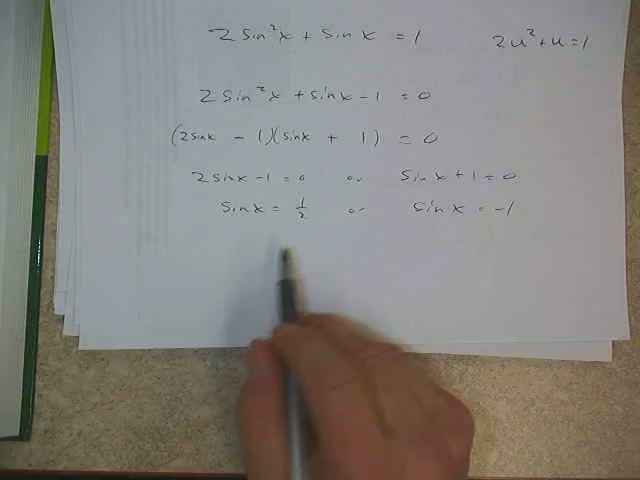 2 sin²x + sin x = 1 2u² + u = 1
2 sin²x + sin x - 1 = 0
(2 sin x - 1)(sin x + 1) = 0
2 sin x - 1 = 0 or sin x + 1 = 0
sin x = 1/2 or sin x = -1